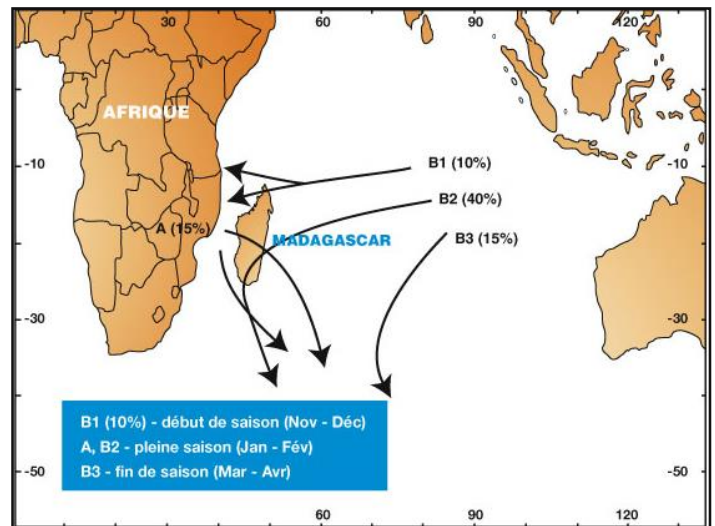 30
60
90
120
AFRIQUE
-10
B1 (10%)
-10
B2 (40%)
A (15%)
MADAGASCAR
B3 (15%)
-30
-30
B1 (10%) - début de saison (Nov - Déc)
A, B2 - pleine saison (Jan - Fév)
B3 - fin de saison (Mar - Avr)
-50
-50
60
90
120